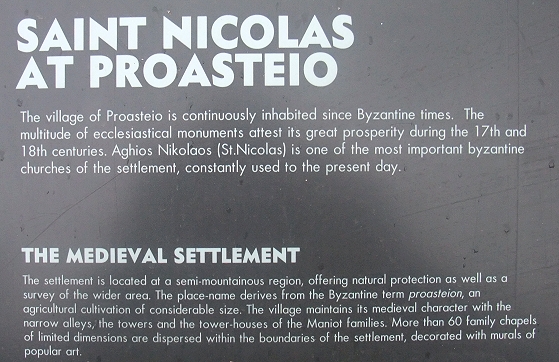 SAINT NICOLAS
AT PROASTEIO
The village of Proasteio is continuously inhabited since Byzantine times. The
multitude of ecclesiastical monuments attest its great prosperity during the 17th and
18th centuries. Aghios Nikolaos (St.Nicolas) is one of the most important byzantine
churches of the settlement, constantly used to the present day.
THE MEDIEVAL SETTLEMENT
The settlement is located at a semi-mountainous region, offering natural protection as well as a
survey of the wider area. The place-name derives from the Byzantine term proasteion, an
agricultural cultivation of considerable size. The village maintains its medieval character with the
narrow alleys, the towers and the tower-houses of the Maniot families. More than 60 family chapels
of limited dimensions are dispersed within the boundaries of the settlement, decorated with murals of
popular art.